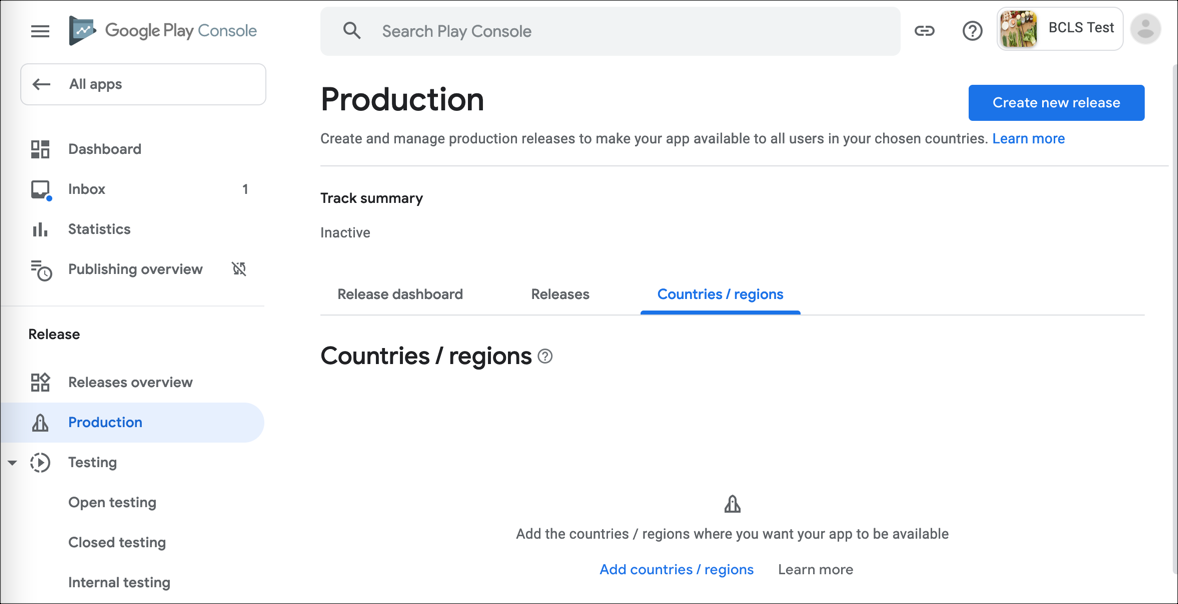 Google Play Console
Search Play Console
BCLS Test
All apps
Dashboard
Inbox 1
Statistics
Publishing overview
Release
Releases overview
Production
Testing
Open testing
Closed testing
Internal testing
Production
Create new release
Create and manage production releases to make your app available to all users in your chosen countries. Learn more
Track summary
Inactive
Release dashboard Releases Countries / regions
Countries / regions
Add the countries / regions where you want your app to be available
Add countries / regions Learn more